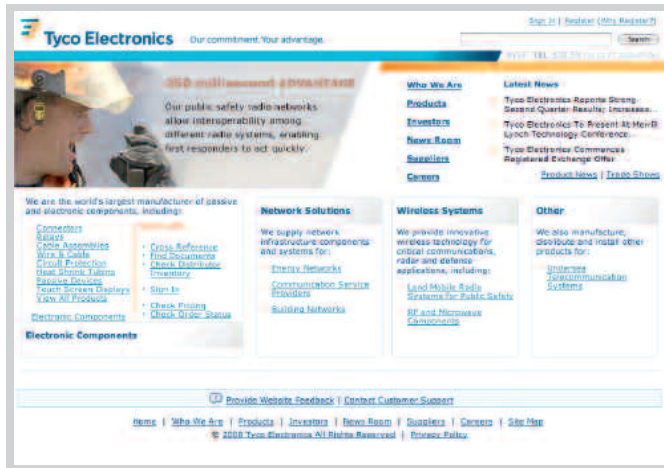 Sign In | Register (Why Register?)
Tyco Electronics
Our commitment. Your advantage.
Search
NYSE: TEL
250 millisecond ADVANTAGE
Our public safety radio networks
allow interoperability among
different radio systems, enabling
first responders to act quickly.
Who We Are
Products
Investors
News Room
Suppliers
Careers
Latest News
Tyco Electronics Reports Strong
Second Quarter Results; Increases
Tyco Electronics To Present At Merrill
Lynch Technology Conference...
Tyco Electronics Commences
Registered Exchange Offer
Product News | Trade Shows
We are the world's largest manufacturer of passive
and electronic components, including:
Connectors
Relays
Cable Assemblies
Wire & Cable
Circuit Protection
Heat Shrink Tubing
Passive Devices
Touch Screen Displays
View All Products
Electronic Components
Cross Reference
Find Documents
Check Distributor
Inventory
Sign In
Check Pricing
Check Order Status
Electronic Components
Network Solutions
We supply network
infrastructure components
and systems for:
Energy Networks
Communication Service
Providers
Building Networks
Wireless Systems
We provide innovative
wireless technology for
critical communications,
radar and defense
applications, including:
Land Mobile Radio
Systems for Public Safety
RF and Microwave
Components
Other
We also manufacture,
distribute and install other
products for:
Undersea
Telecommunication
Systems
Provide Website Feedback | Contact Customer Support
Home | Who We Are | Products | Investors | News Room | Suppliers | Careers | Site Map
© 2008 Tyco Electronics All Rights Reserved | Privacy Policy